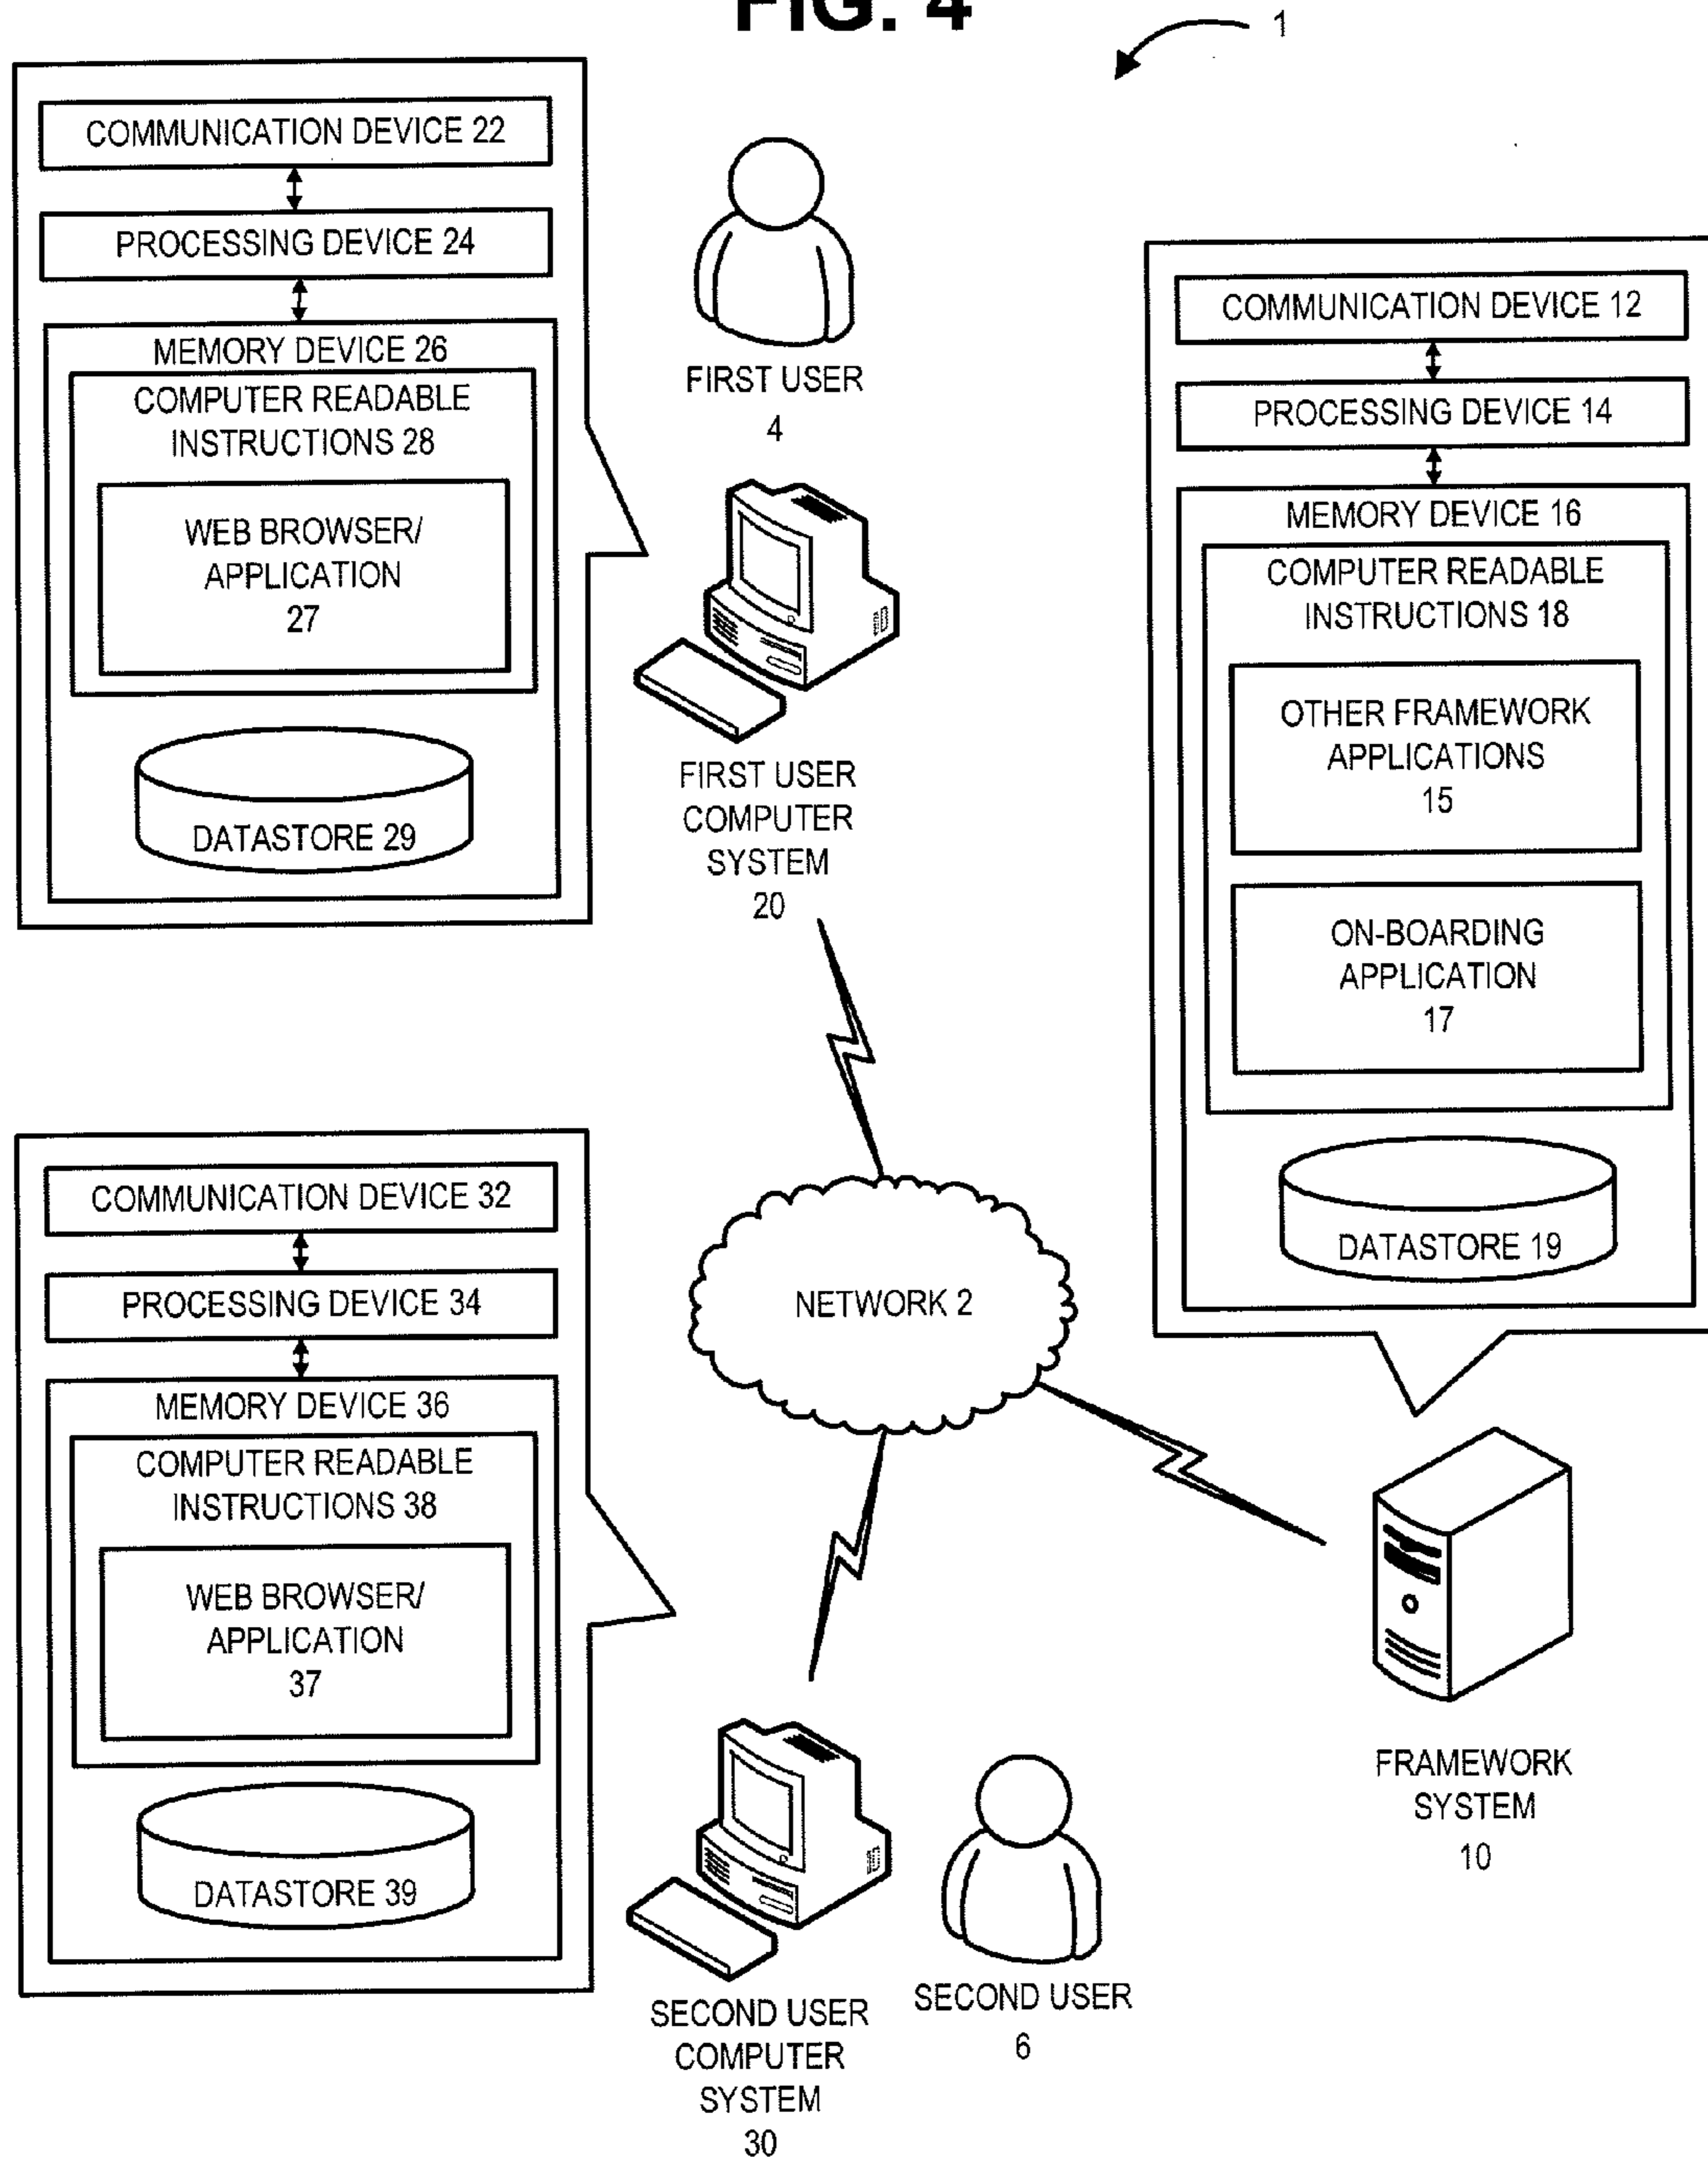 FIG. 4
1
COMMUNICATION DEVICE 22
PROCESSING DEVICE 24
MEMORY DEVICE 26
COMPUTER READABLE
INSTRUCTIONS 28
WEB BROWSER/
APPLICATION
27
DATASTORE 29
FIRST USER
4
FIRST USER
COMPUTER
SYSTEM
20
COMMUNICATION DEVICE 12
PROCESSING DEVICE 14
MEMORY DEVICE 16
COMPUTER READABLE
INSTRUCTIONS 18
OTHER FRAMEWORK
APPLICATIONS
15
ON-BOARDING
APPLICATION
17
DATASTORE 19
NETWORK 2
COMMUNICATION DEVICE 32
PROCESSING DEVICE 34
MEMORY DEVICE 36
COMPUTER READABLE
INSTRUCTIONS 38
WEB BROWSER/
APPLICATION
37
DATASTORE 39
SECOND USER
COMPUTER
SYSTEM
30
SECOND USER
6
FRAMEWORK
SYSTEM
10